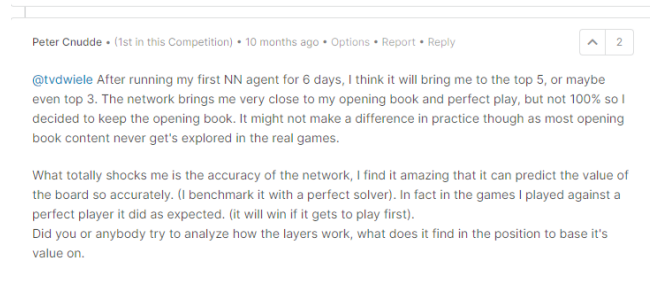 Peter Cnudde • (1st in this Competition) • 10 months ago • Options • Report • Reply
2
@tvdwiele After running my first NN agent for 6 days, I think it will bring me to the top 5, or maybe
even top 3. The network brings me very close to my opening book and perfect play, but not 100% so I
decided to keep the opening book. It might not make a difference in practice though as most opening
book content never get's explored in the real games.
What totally shocks me is the accuracy of the network, I find it amazing that it can predict the value of
the board so accurately. (I benchmark it with a perfect solver). In fact in the games I played against a
perfect player it did as expected. (it will win if it gets to play first).
Did you or anybody try to analyze how the layers work, what does it find in the position to base it's
value on.